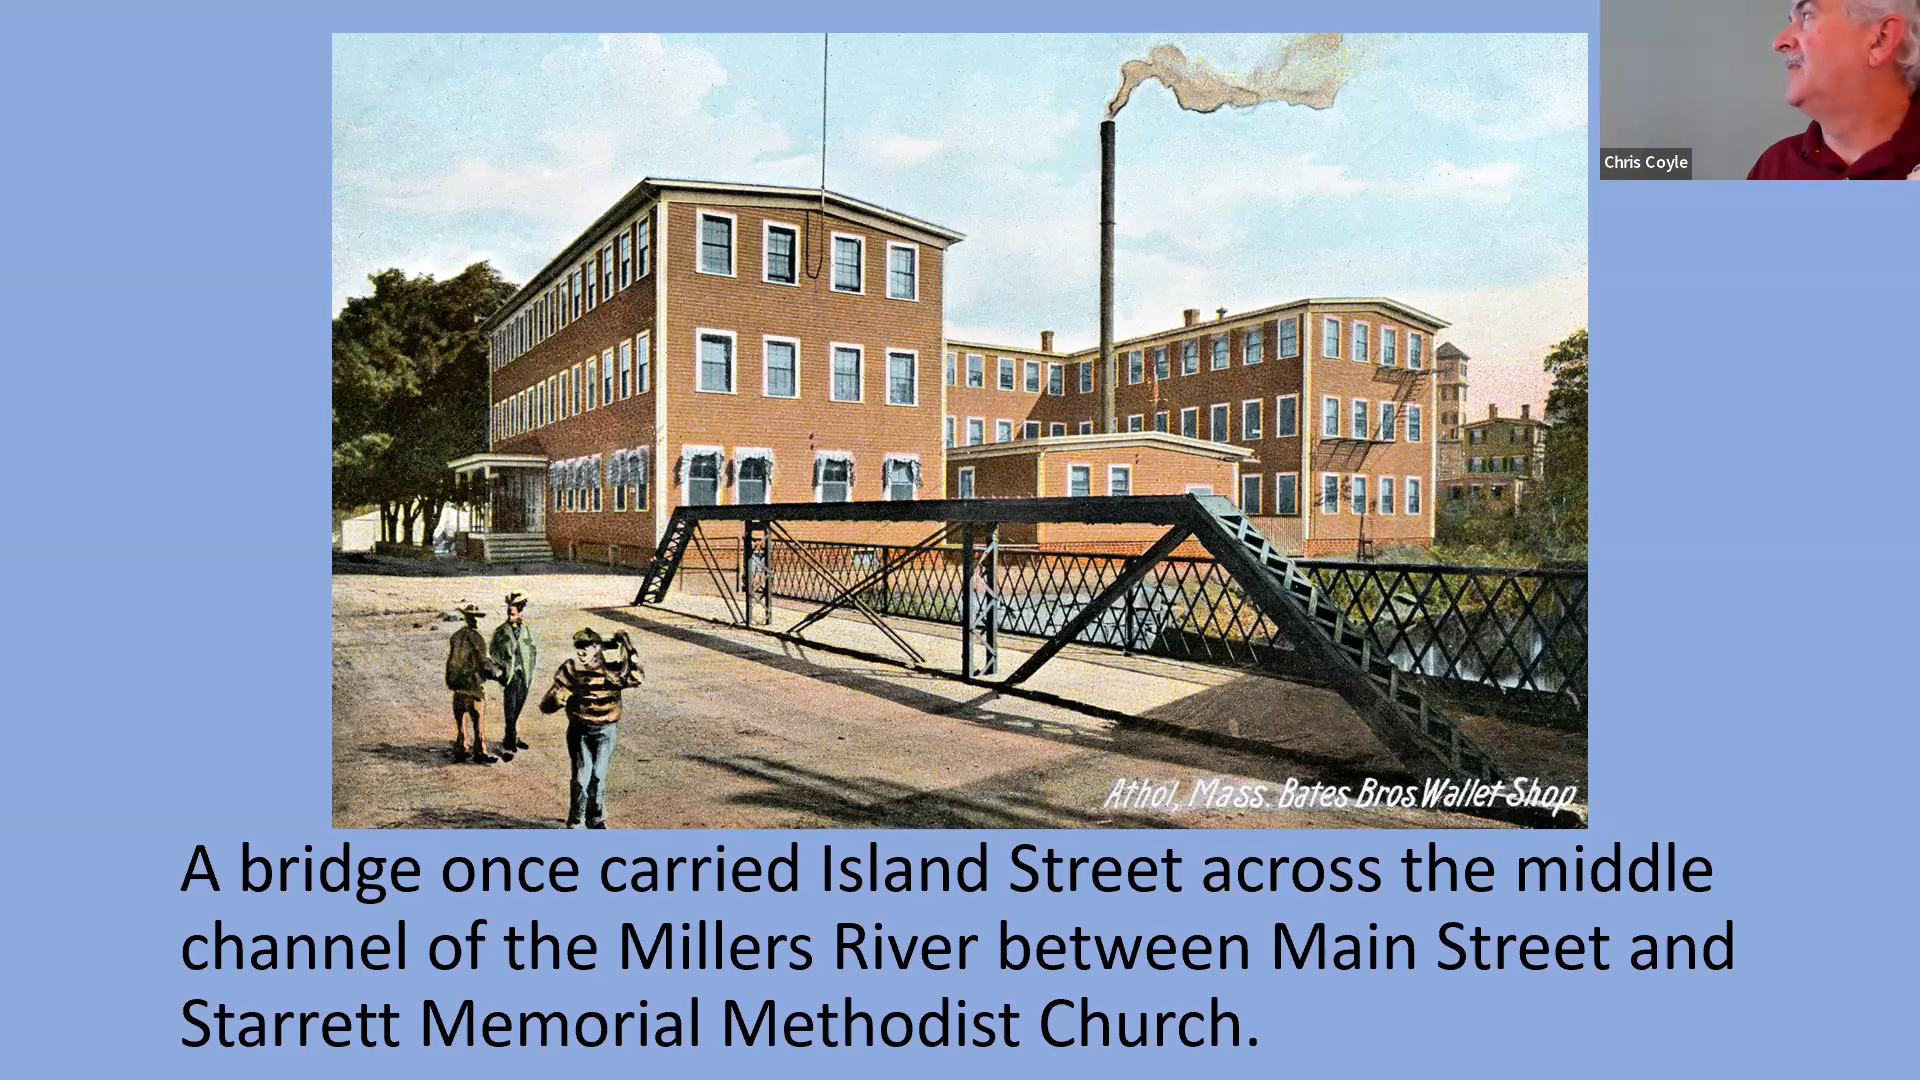 Chris Coyle
Athol, Mass. Bates Bros. Wallet Shop
A bridge once carried Island Street across the middle
channel of the Millers River between Main Street and
Starrett Memorial Methodist Church.